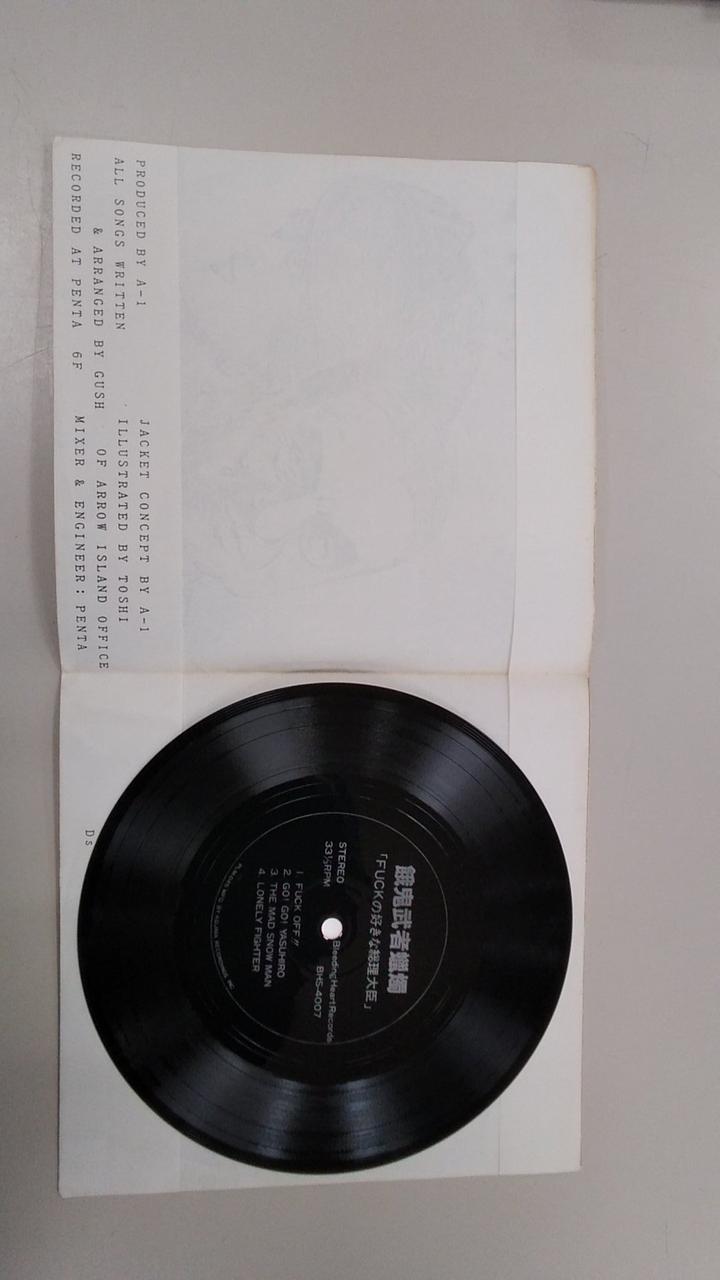 PRODUCED BY A-1
ALL SONGS WRITTEN
& ARRANGED BY GUSH
RECORDED AT PENTA 6F
JACKET CONCEPT BY A-1
ILLUSTRATED BY TOSHI
OF ARROW ISLAND OFFICE
MIXER & ENGINEER: PENTA
Ds
餓鬼武者蠟燭
「FUCKの好きな総理大臣」
STEREO
33⅓RPM
Bleeding Heart Records
BHS-4007
1. FUCK OFF!!
2. GO! GO! YASUHIRO
3. THE MAD SNOW MAN
4. LONELY FIGHTER